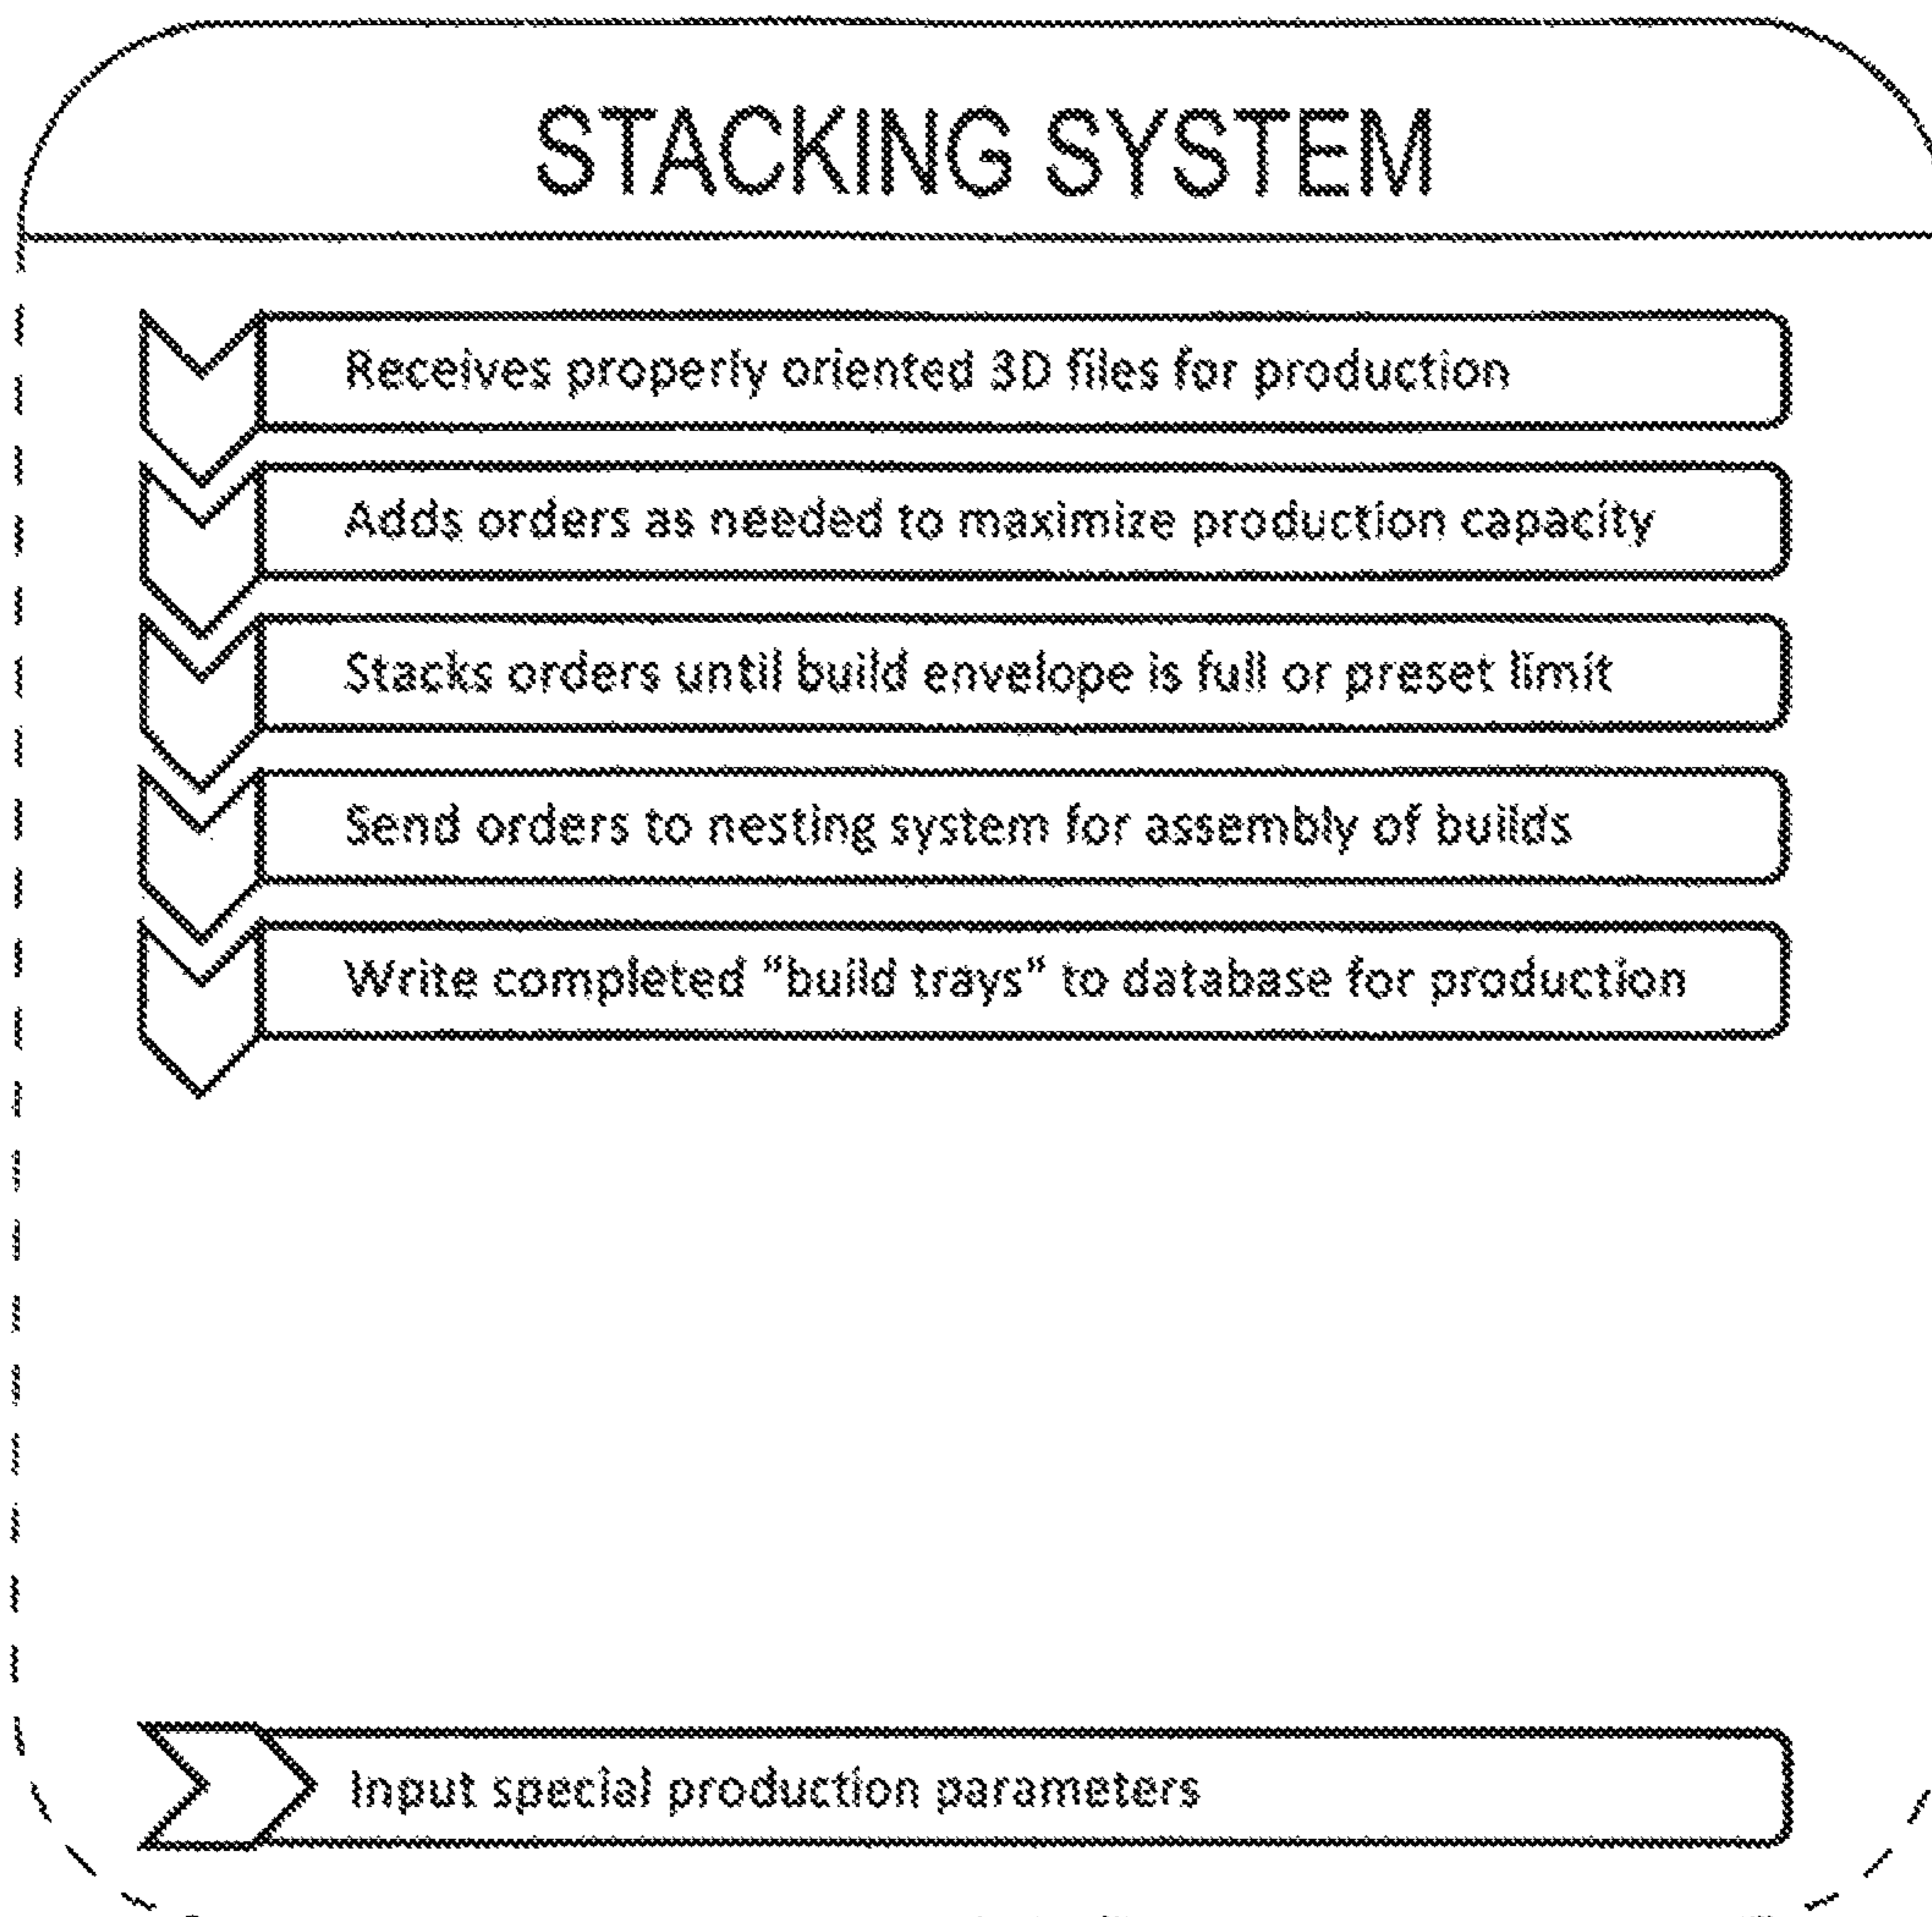 STACKING SYSTEM
Receives properly oriented 3D files for production
Adds orders as needed to maximize production capacity
Stacks orders until build envelope is full or preset limit
Send orders to nesting system for assembly of builds
Write completed “build trays“ to database for production
Input special production parameters